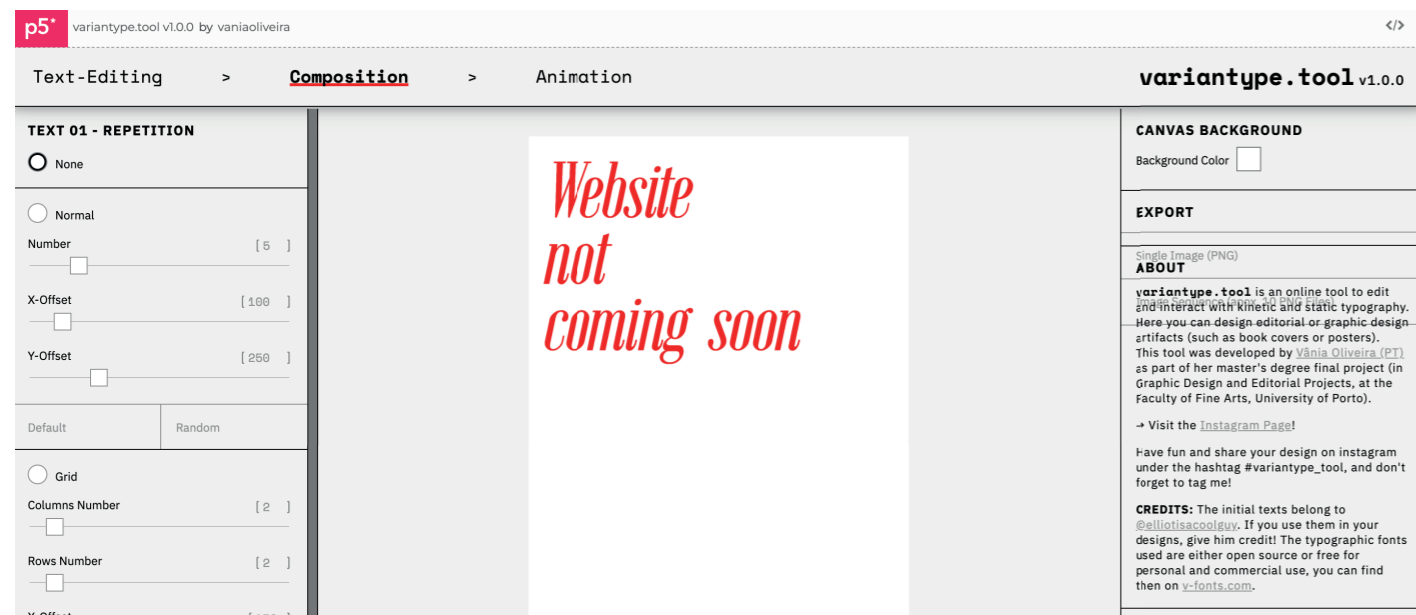 p5* variantype.tool v1.0.0 by vaniaoliveira </>
Text-Editing > Composition > Animation
variantype.tool v1.0.0
TEXT 01 - REPETITION
None
Normal
Number [ 5 ]
X-Offset [ 100 ]
Y-Offset [ 250 ]
Default Random
Grid
Columns Number [ 2 ]
Rows Number [ 2 ]
Website
not
coming soon
CANVAS BACKGROUND
Background Color
EXPORT
Single Image (PNG)
ABOUT
variantype.tool is an online tool to edit
Image Sequence (apox. 10 PNG Files)
and interact with kinetic and static typography.
Here you can design editorial or graphic design
artifacts (such as book covers or posters).
This tool was developed by Vânia Oliveira (PT)
as part of her master's degree final project (in
Graphic Design and Editorial Projects, at the
Faculty of Fine Arts, University of Porto).
→ Visit the Instagram Page!
Have fun and share your design on instagram
under the hashtag #variantype_tool, and don't
forget to tag me!
CREDITS: The initial texts belong to
@elliotisacoolguy. If you use them in your
designs, give him credit! The typographic fonts
used are either open source or free for
personal and commercial use, you can find
then on v-fonts.com.